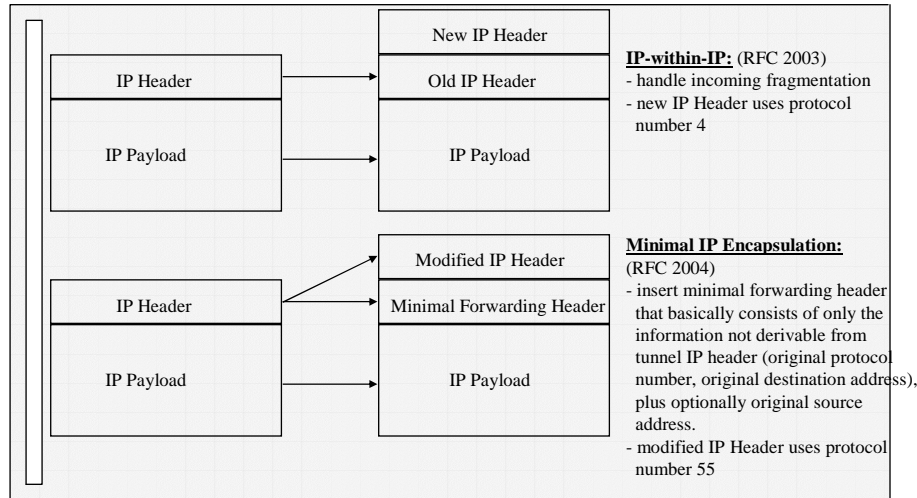 New IP Header
IP Header
Old IP Header
IP Payload
IP Payload
IP-within-IP: (RFC 2003)
- handle incoming fragmentation
- new IP Header uses protocol
number 4
Modified IP Header
IP Header
Minimal Forwarding Header
IP Payload
IP Payload
Minimal IP Encapsulation:
(RFC 2004)
- insert minimal forwarding header
that basically consists of only the
information not derivable from
tunnel IP header (original protocol
number, original destination address),
plus optionally original source
address.
- modified IP Header uses protocol
number 55